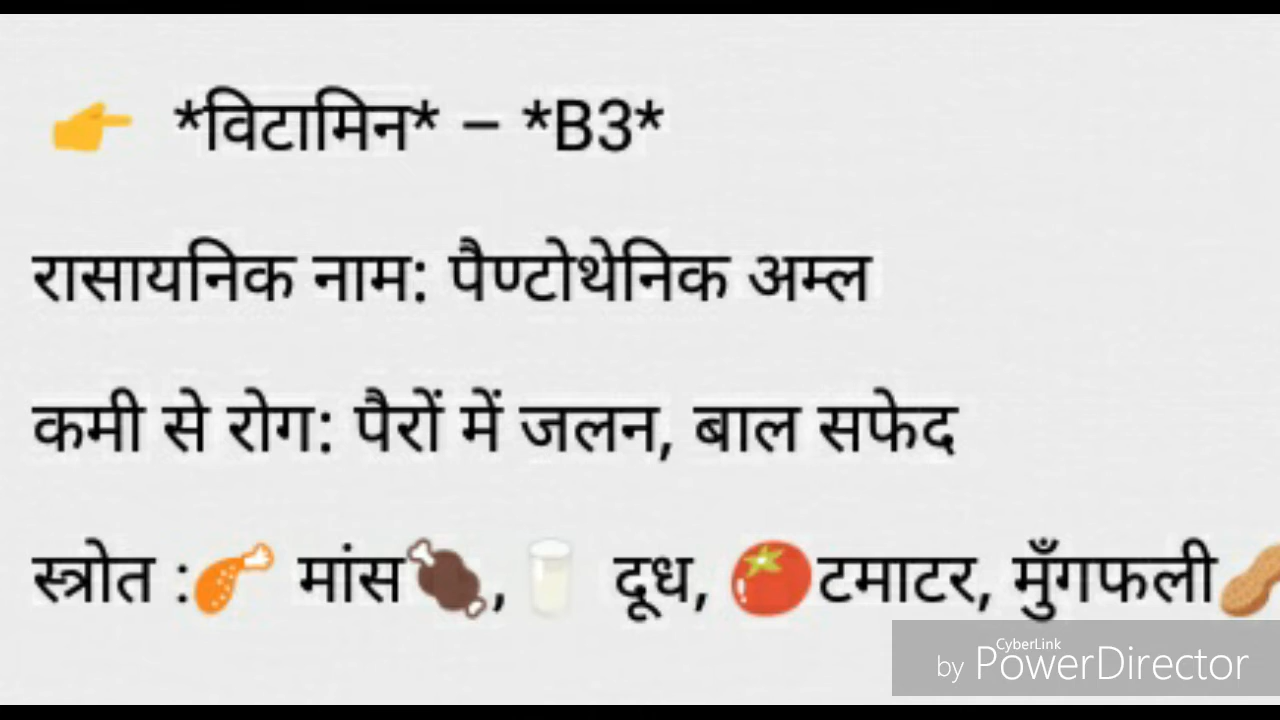 👉 *विटामिन* – *B3*
रासायनिक नाम: पैण्टोथेनिक अम्ल
कमी से रोग: पैरों में जलन, बाल सफेद
स्त्रोत :🍗 मांस🍖, 🥛 दूध, 🍅टमाटर, मुँगफली🥜
CyberLink
by PowerDirector